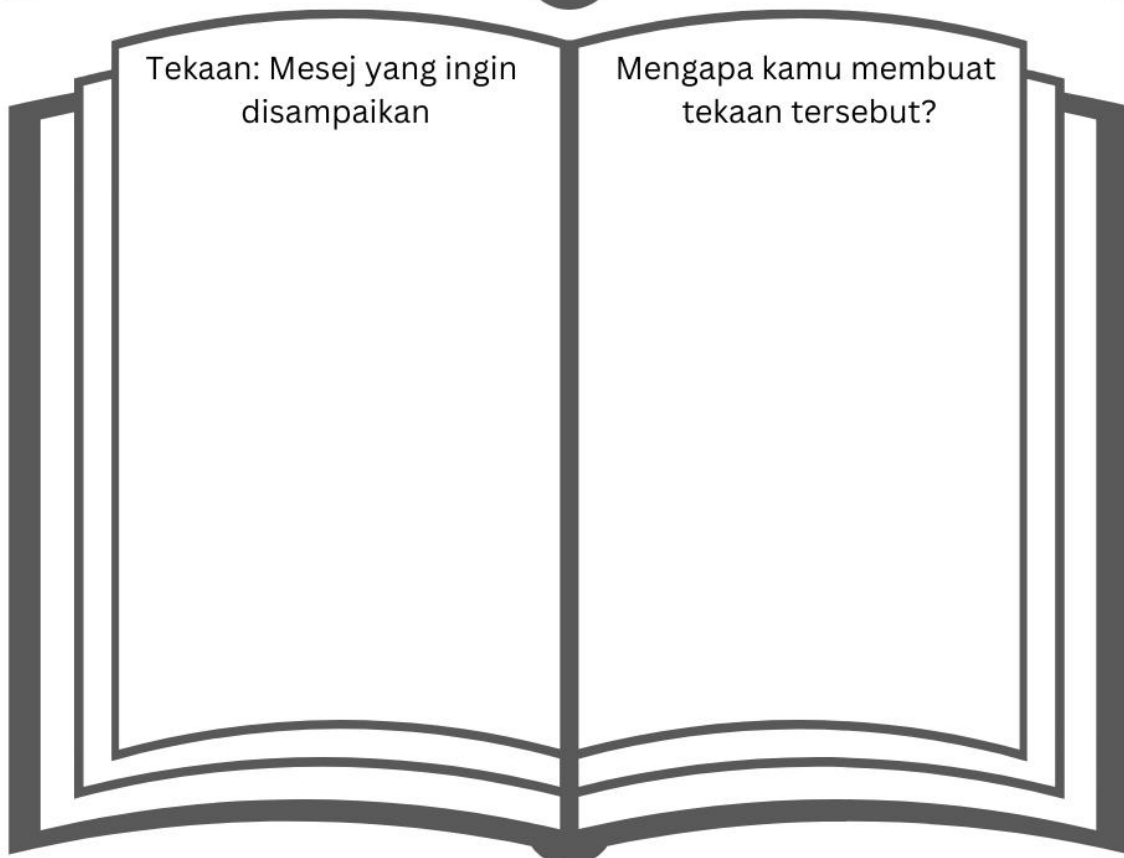 Tekaan: Mesej yang ingin
disampaikan
Mengapa kamu membuat
tekaan tersebut?